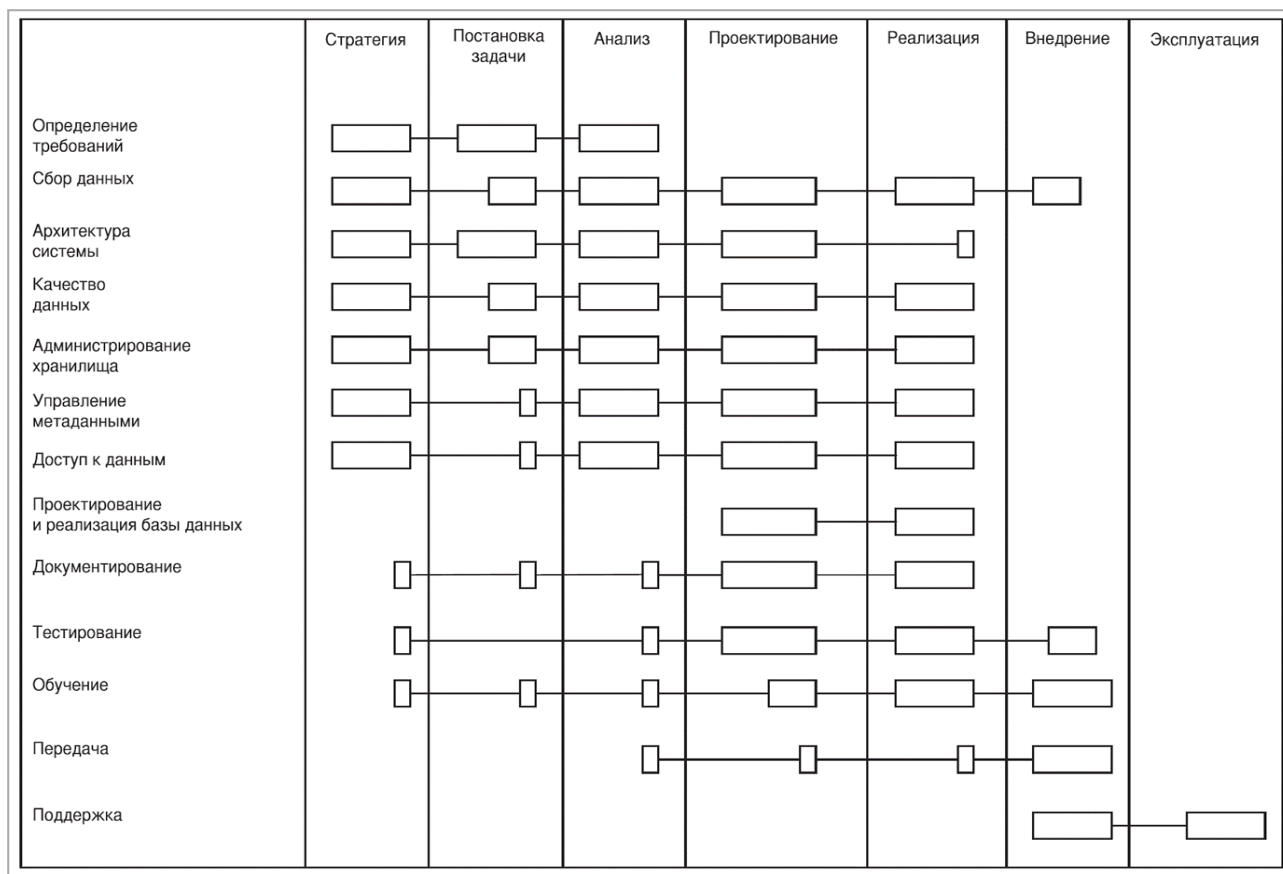 Стратегия
Постановка
задачи
Анализ
Проектирование
Реализация
Внедрение
Эксплуатация
Определение
требований
Сбор данных
Архитектура
системы
Качество
данных
Администрирование
хранилища
Управление
метаданными
Доступ к данным
Проектирование
и реализация базы данных
Документирование
Тестирование
Обучение
Передача
Поддержка